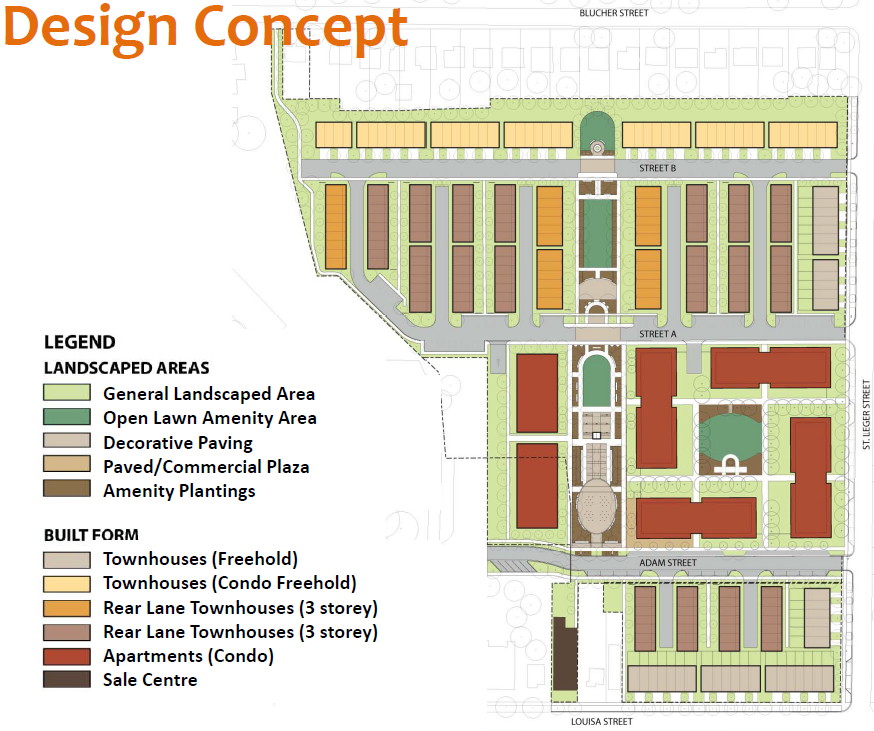 Design Concept
BLUCHER STREET
STREET B
STREET A
ST. LEGER STREET
ADAM STREET
LOUISA STREET
LEGEND
LANDSCAPED AREAS
General Landscaped Area
Open Lawn Amenity Area
Decorative Paving
Paved/Commercial Plaza
Amenity Plantings
BUILT FORM
Townhouses (Freehold)
Townhouses (Condo Freehold)
Rear Lane Townhouses (3 storey)
Rear Lane Townhouses (3 storey)
Apartments (Condo)
Sale Centre